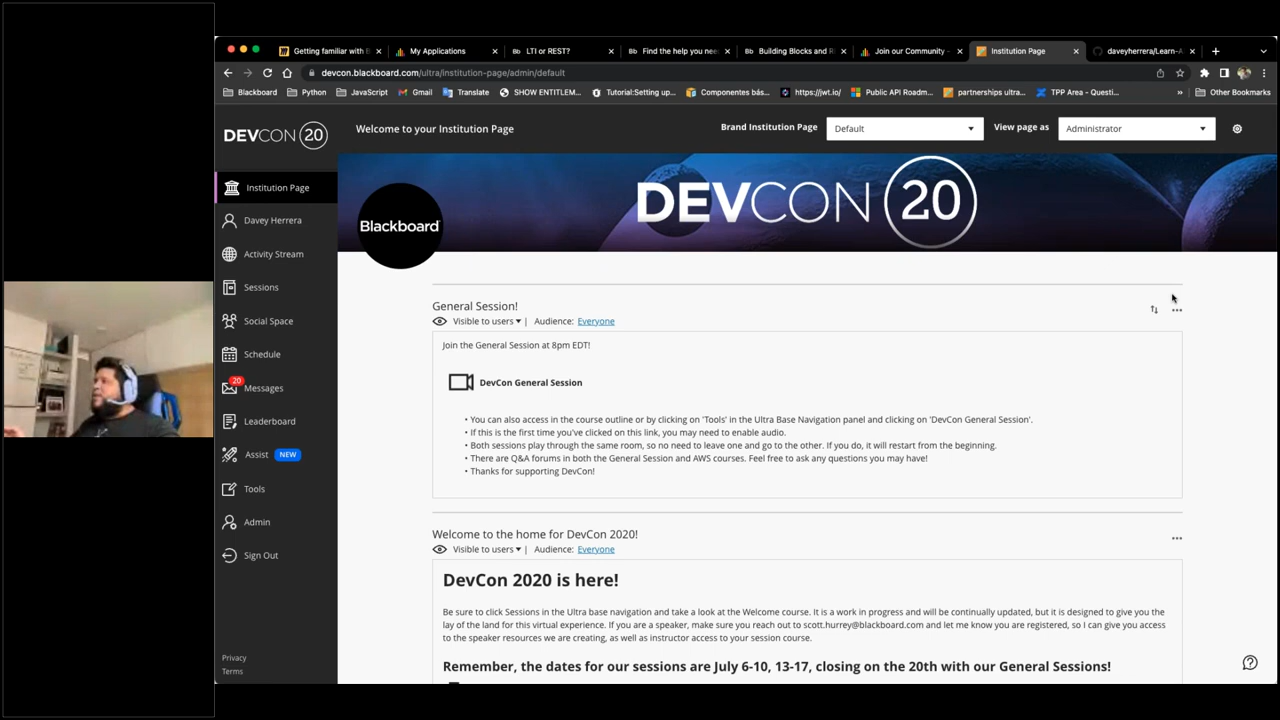 Getting familiar with B
My Applications
LTI or REST?
Find the help you nee
Building Blocks and R
Join our Community -
Institution Page
daveyherrera/Learn-A
devcon.blackboard.com/ultra/institution-page/admin/default
Blackboard
Python
JavaScript
Gmail
Translate
SHOW ENTITLEM...
Tutorial:Setting up...
Componentes bás...
https://jwt.io/
Public API Roadm...
partnerships ultra...
TPP Area - Questi...
»
Other Bookmarks
DEVCON 20
Welcome to your Institution Page
Brand Institution Page
Default
View page as
Administrator
Institution Page
Davey Herrera
Activity Stream
Sessions
Social Space
Schedule
20
Messages
Leaderboard
Assist NEW
Tools
Admin
Sign Out
Privacy
Terms
Blackboard
DEVCON 20
General Session!
Visible to users | Audience: Everyone
Join the General Session at 8pm EDT!
DevCon General Session
• You can also access in the course outline or by clicking on 'Tools' in the Ultra Base Navigation panel and clicking on 'DevCon General Session'.
• If this is the first time you've clicked on this link, you may need to enable audio.
• Both sessions play through the same room, so no need to leave one and go to the other. If you do, it will restart from the beginning.
• There are Q&A forums in both the General Session and AWS courses. Feel free to ask any questions you may have!
• Thanks for supporting DevCon!
Welcome to the home for DevCon 2020!
Visible to users | Audience: Everyone
DevCon 2020 is here!
Be sure to click Sessions in the Ultra base navigation and take a look at the Welcome course. It is a work in progress and will be continually updated, but it is designed to give you the
lay of the land for this virtual experience. If you are a speaker, make sure you reach out to scott.hurrey@blackboard.com and let me know you are registered, so I can give you access
to the speaker resources we are creating, as well as instructor access to your session course.
Remember, the dates for our sessions are July 6-10, 13-17, closing on the 20th with our General Sessions!